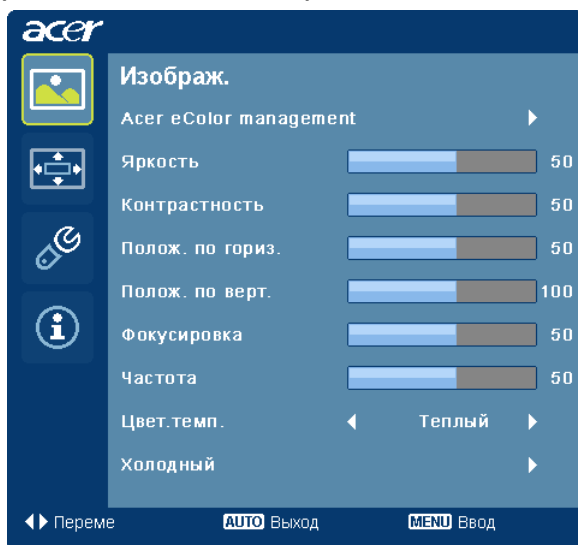 acer
Изображ.
Acer eColor management
Яркость 50
Контрастность 50
Полож. по гориз. 50
Полож. по верт. 100
Фокусировка 50
Частота 50
Цвет.темп. Теплый
Холодный
Переме AUTO Выход MENU Ввод